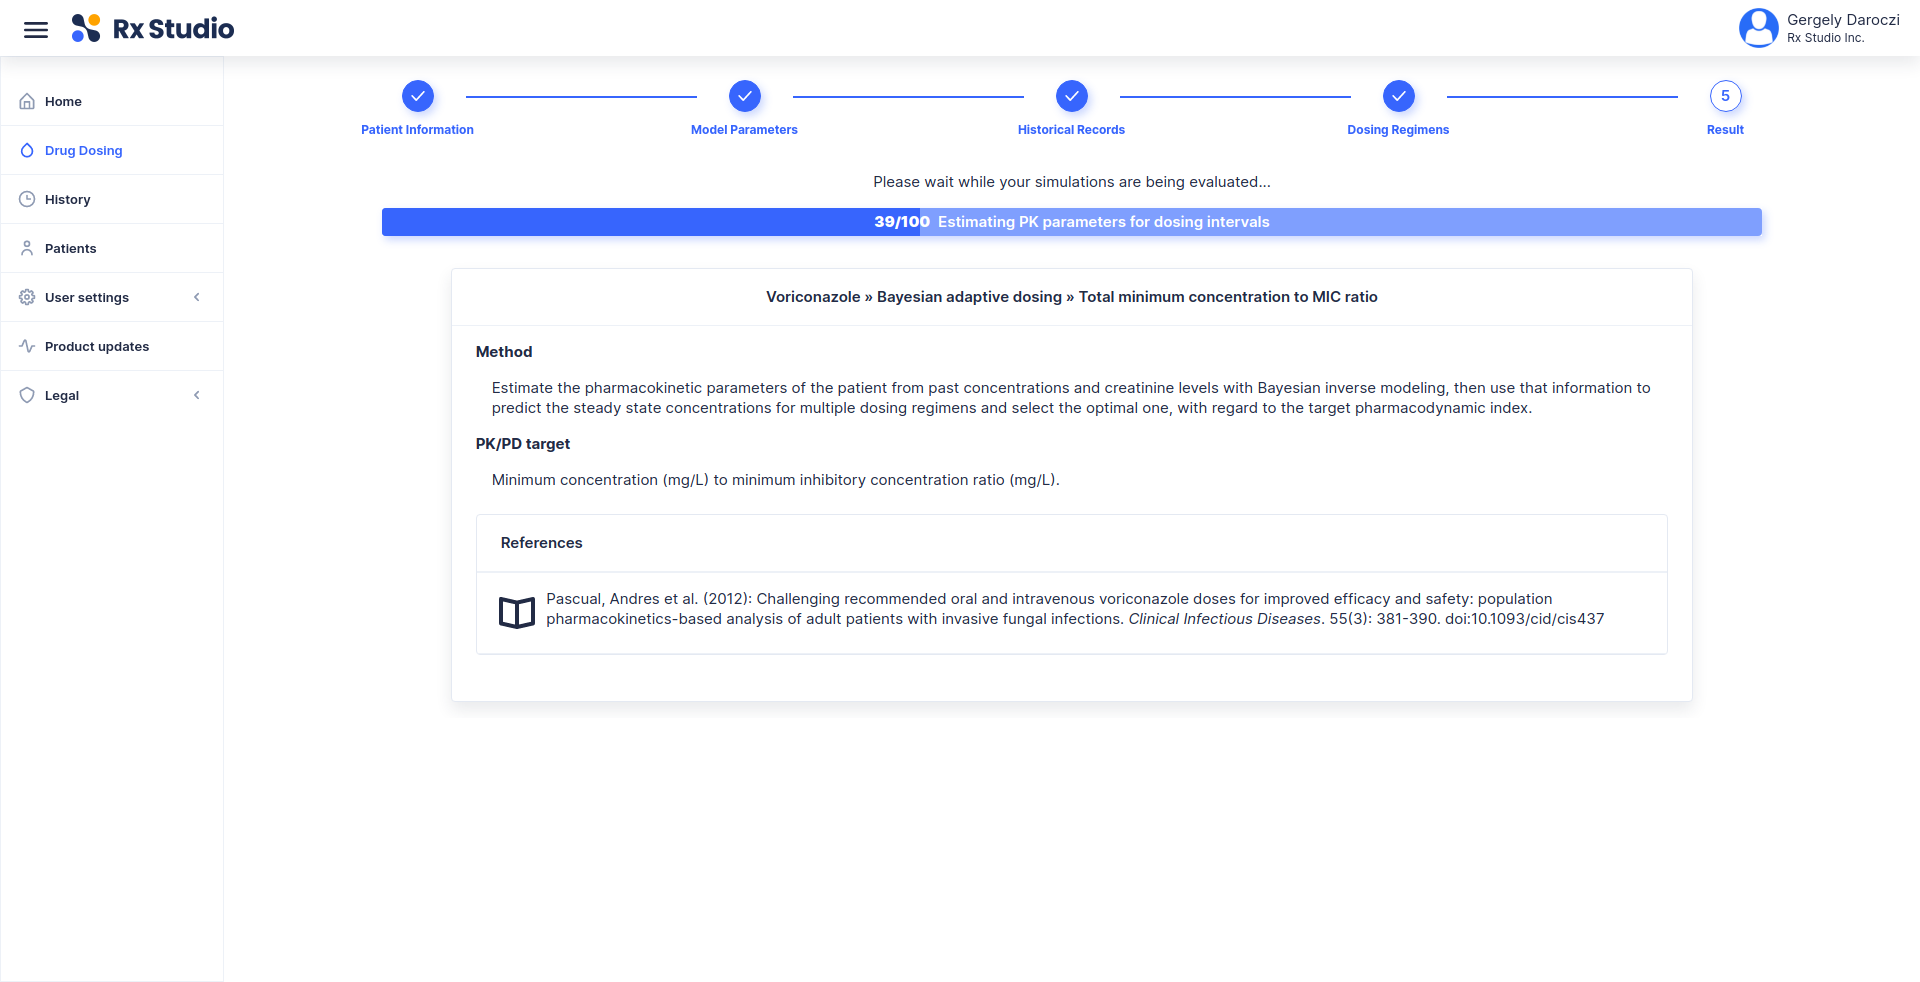 Rx Studio
Gergely Daroczi
Rx Studio Inc.
Home
Drug Dosing
History
Patients
User settings
Product updates
Legal
Patient Information
Model Parameters
Historical Records
Dosing Regimens
5
Result
Please wait while your simulations are being evaluated...
39/100 Estimating PK parameters for dosing intervals
Voriconazole » Bayesian adaptive dosing » Total minimum concentration to MIC ratio
Method
Estimate the pharmacokinetic parameters of the patient from past concentrations and creatinine levels with Bayesian inverse modeling, then use that information to
predict the steady state concentrations for multiple dosing regimens and select the optimal one, with regard to the target pharmacodynamic index.
PK/PD target
Minimum concentration (mg/L) to minimum inhibitory concentration ratio (mg/L).
References
Pascual, Andres et al. (2012): Challenging recommended oral and intravenous voriconazole doses for improved efficacy and safety: population
pharmacokinetics-based analysis of adult patients with invasive fungal infections. Clinical Infectious Diseases. 55(3): 381-390. doi:10.1093/cid/cis437